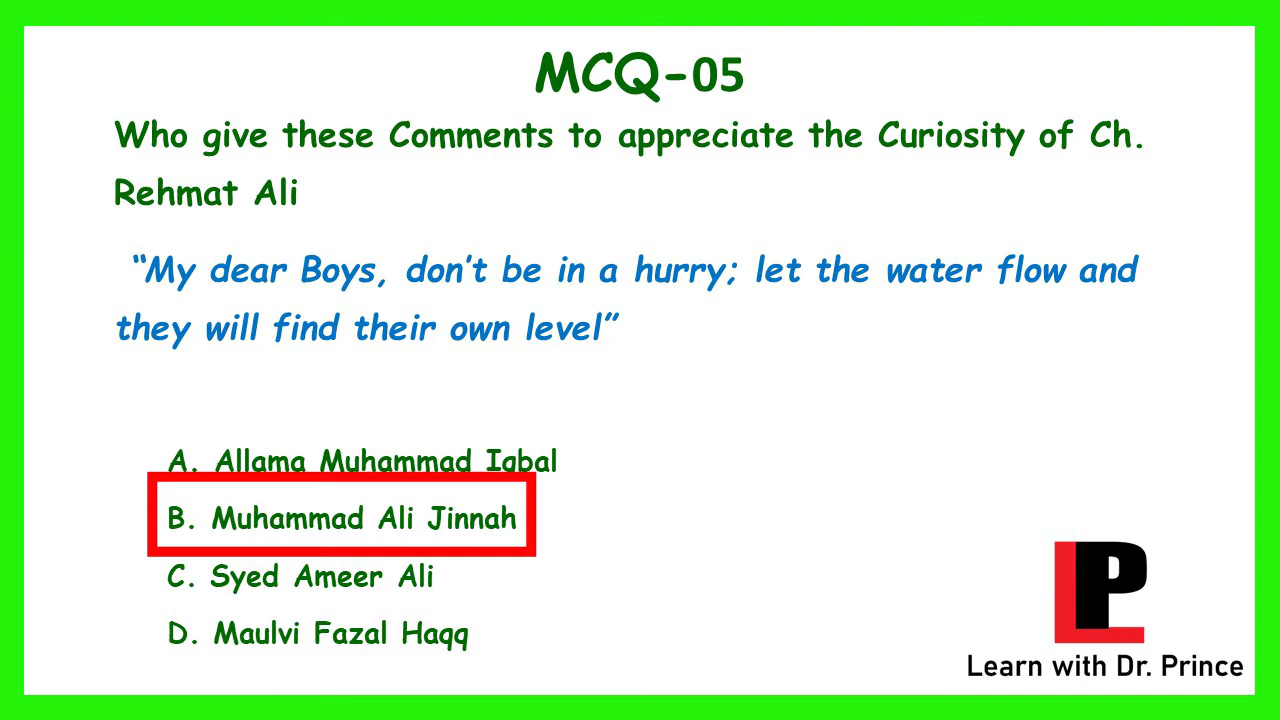 MCQ-05
Who give these Comments to appreciate the Curiosity of Ch.
Rehmat Ali
“My dear Boys, don’t be in a hurry; let the water flow and
they will find their own level”
A. Allama Muhammad Iqbal
B. Muhammad Ali Jinnah
C. Syed Ameer Ali
D. Maulvi Fazal Haqq
LP
Learn with Dr. Prince